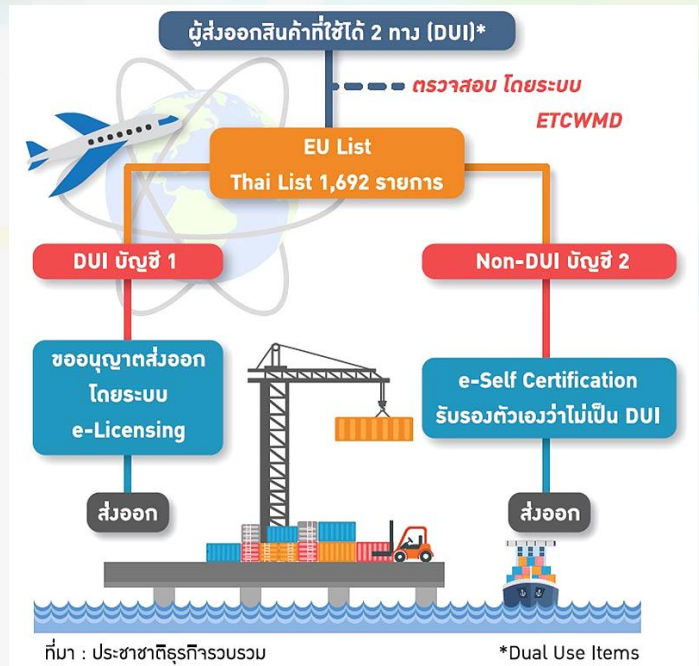 ผู้ส่งออกสินค้าที่ใช้ได้ 2 ทาง (DUI)*
ตรวจสอบ โดยระบบ
ETCWMD
EU List
Thai List 1,692 รายการ
DUI บัญชี 1
Non-DUI บัญชี 2
ขออนุญาตส่งออก
โดยระบบ
e-Licensing
e-Self Certification
รับรองตัวเองว่าไม่เป็น DUI
ส่งออก
ส่งออก
ที่มา : ประชาชาติธุรกิจรวบรวม
*Dual Use Items